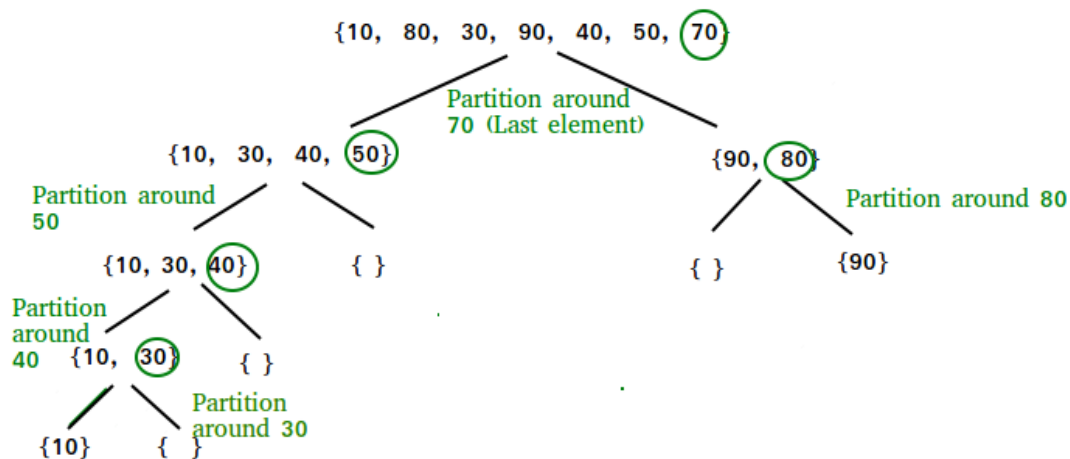 {10, 80, 30, 90, 40, 50, 70}
Partition around
70 (Last element)
{10, 30, 40, 50}
{90, 80}
Partition around
50
Partition around 80
{10, 30, 40}
{ }
{ }
{90}
Partition
around
40
{10, 30}
{ }
Partition
around 30
{10}
{ }